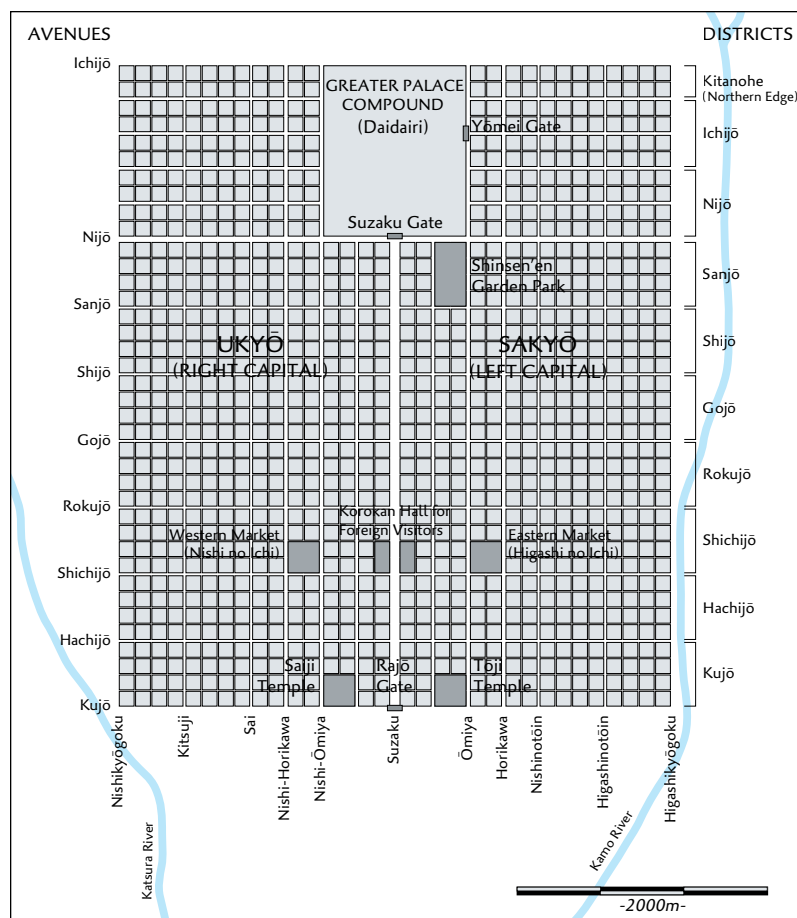 AVENUES
DISTRICTS
Ichijō
Nijō
Sanjō
Shijō
Gojō
Rokujō
Shichijō
Hachijō
Kujō
GREATER PALACE
COMPOUND
(Daidairi)
Yōmei Gate
Suzaku Gate
Shinsen'en
Garden Park
UKYŌ
(RIGHT CAPITAL)
SAKYŌ
(LEFT CAPITAL)
Korokan Hall for
Foreign Visitors
Western Market
(Nishi no Ichi)
Eastern Market
(Higashi no Ichi)
Saiji
Temple
Rajō
Gate
Tōji
Temple
Kitanohe
(Northern Edge)
Ichijō
Nijō
Sanjō
Shijō
Gojō
Rokujō
Shichijō
Hachijō
Kujō
Nishikyōgoku
Kitsuji
Sai
Nishi-Horikawa
Nishi-Ōmiya
Suzaku
Ōmiya
Horikawa
Nishinotōin
Higashinotōin
Higashikyōgoku
Katsura River
Kamo River
-2000m-